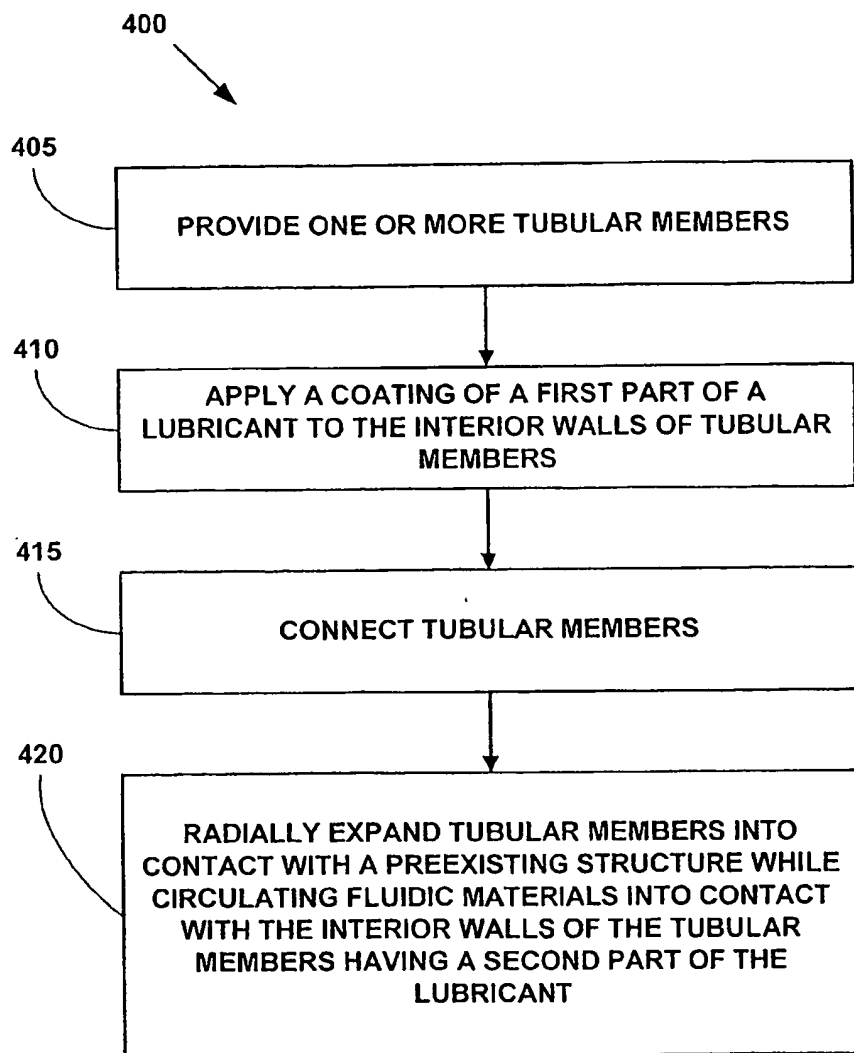 400
405
PROVIDE ONE OR MORE TUBULAR MEMBERS
410
APPLY A COATING OF A FIRST PART OF A
LUBRICANT TO THE INTERIOR WALLS OF TUBULAR
MEMBERS
415
CONNECT TUBULAR MEMBERS
420
RADIALLY EXPAND TUBULAR MEMBERS INTO
CONTACT WITH A PREEXISTING STRUCTURE WHILE
CIRCULATING FLUIDIC MATERIALS INTO CONTACT
WITH THE INTERIOR WALLS OF THE TUBULAR
MEMBERS HAVING A SECOND PART OF THE
LUBRICANT